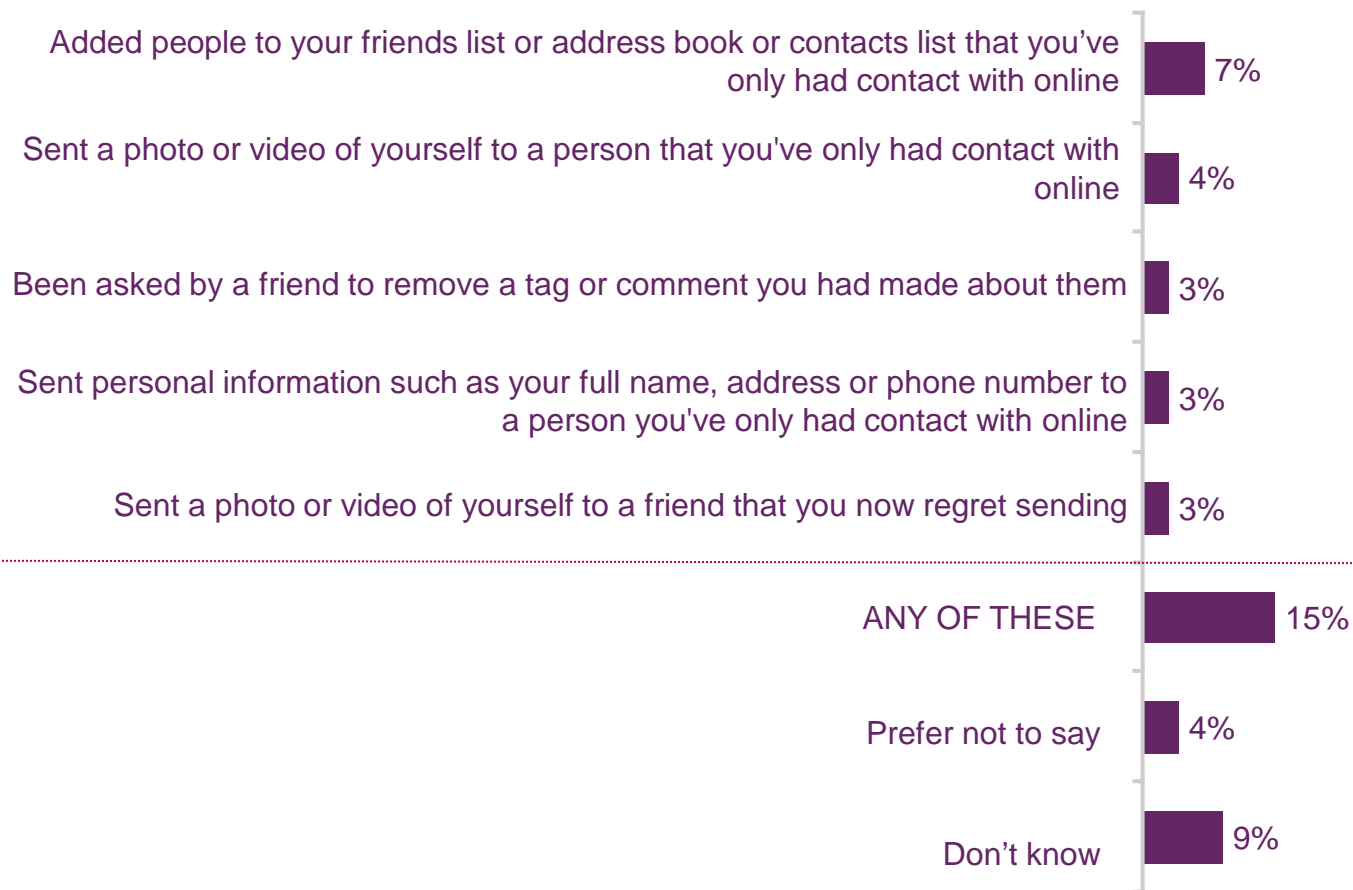 Added people to your friends list or address book or contacts list that you’ve
only had contact with online
7%
Sent a photo or video of yourself to a person that you've only had contact with
online
4%
Been asked by a friend to remove a tag or comment you had made about them
3%
Sent personal information such as your full name, address or phone number to
a person you've only had contact with online
3%
Sent a photo or video of yourself to a friend that you now regret sending
3%
ANY OF THESE
15%
Prefer not to say
4%
Don’t know
9%